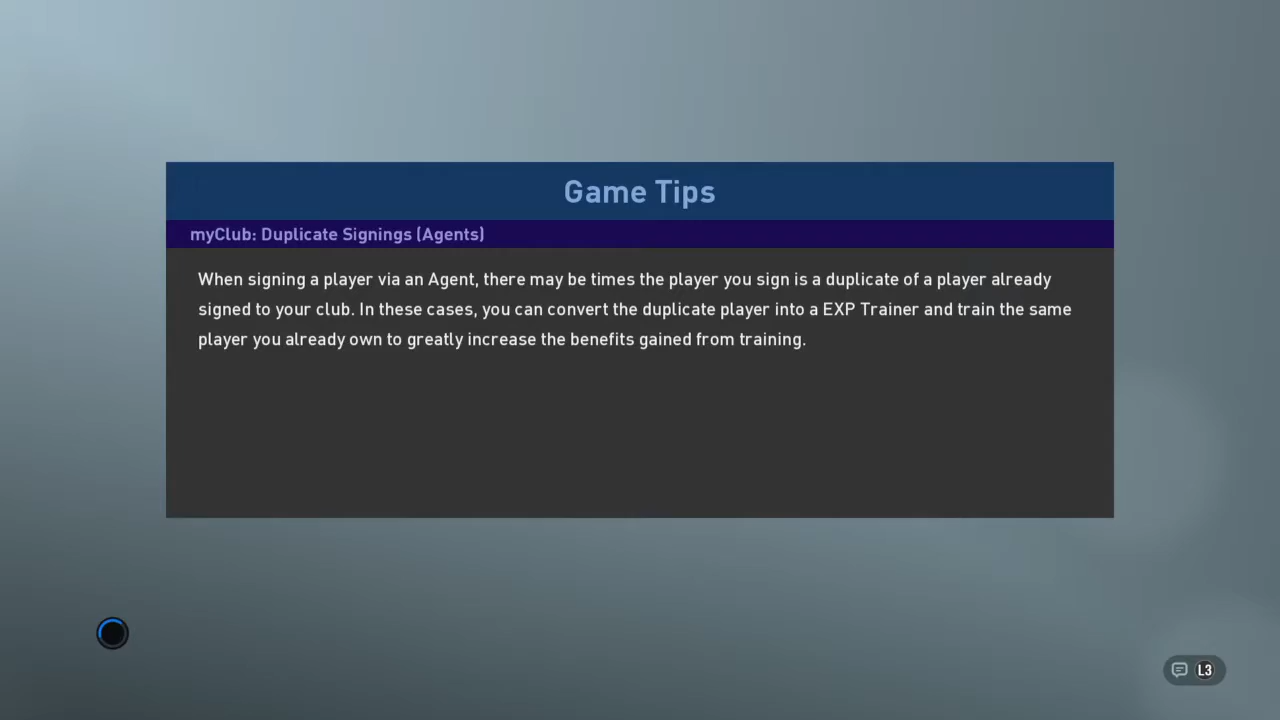 Game Tips
myClub: Duplicate Signings (Agents)
When signing a player via an Agent, there may be times the player you sign is a duplicate of a player already
signed to your club. In these cases, you can convert the duplicate player into a EXP Trainer and train the same
player you already own to greatly increase the benefits gained from training.
L3